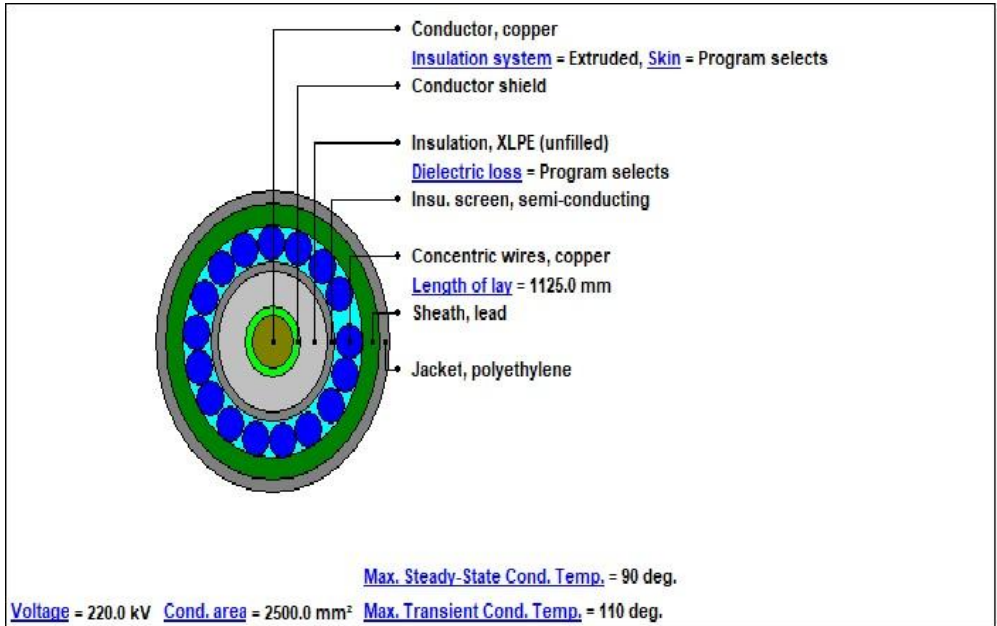 Conductor, copper
Insulation system = Extruded, Skin = Program selects
Conductor shield
Insulation, XLPE (unfilled)
Dielectric loss = Program selects
Insu. screen, semi-conducting
Concentric wires, copper
Length of lay = 1125.0 mm
Sheath, lead
Jacket, polyethylene
Max. Steady-State Cond. Temp. = 90 deg.
Voltage = 220.0 kV Cond. area = 2500.0 mm² Max. Transient Cond. Temp. = 110 deg.